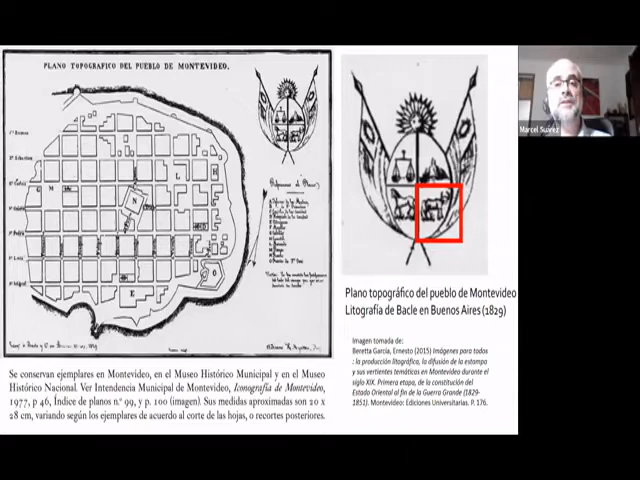 PLANO TOPOGRAFICO DEL PUEBLO DE MONTEVIDEO.
G M
L
H
N
O
E
Se conservan ejemplares en Montevideo, en el Museo Histórico Municipal y en el Museo
Histórico Nacional. Ver Intendencia Municipal de Montevideo, Iconografía de Montevideo,
1977, p 46, Índice de planos n.º 99, y p. 100 (imagen). Sus medidas aproximadas son 20 x
28 cm, variando según los ejemplares de acuerdo al corte de las hojas, o recortes posteriores.
Plano topográfico del pueblo de Montevideo
Litografía de Bacle en Buenos Aires (1829)
Imagen tomada de:
Beretta García, Ernesto (2015) Imágenes para todos
: la producción litográfica, la difusión de la estampa
y sus vertientes temáticas en Montevideo durante el
siglo XIX. Primera etapa, de la constitución del
Estado Oriental al fin de la Guerra Grande (1829-
1851). Montevideo: Ediciones Universitarias. P. 176.
Marcel Suárez